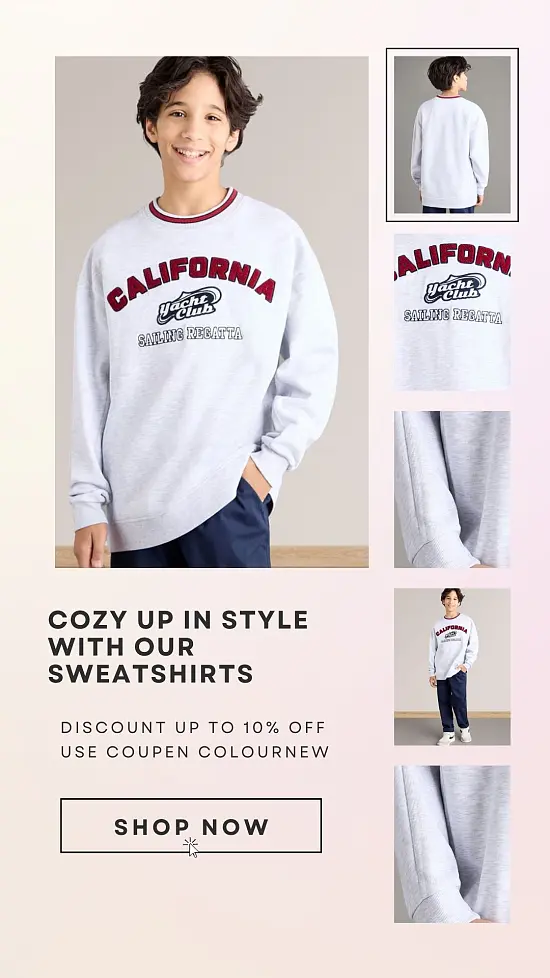 CALIFORNIA
Yacht
Club
SAILING REGATTA
ALIFORN
Yacht
Club
SAILING REGATTA
CALIFORNIA
COZY UP IN STYLE
WITH OUR
SWEATSHIRTS
DISCOUNT UP TO 10% OFF
USE COUPEN COLOURNEW
SHOP NOW